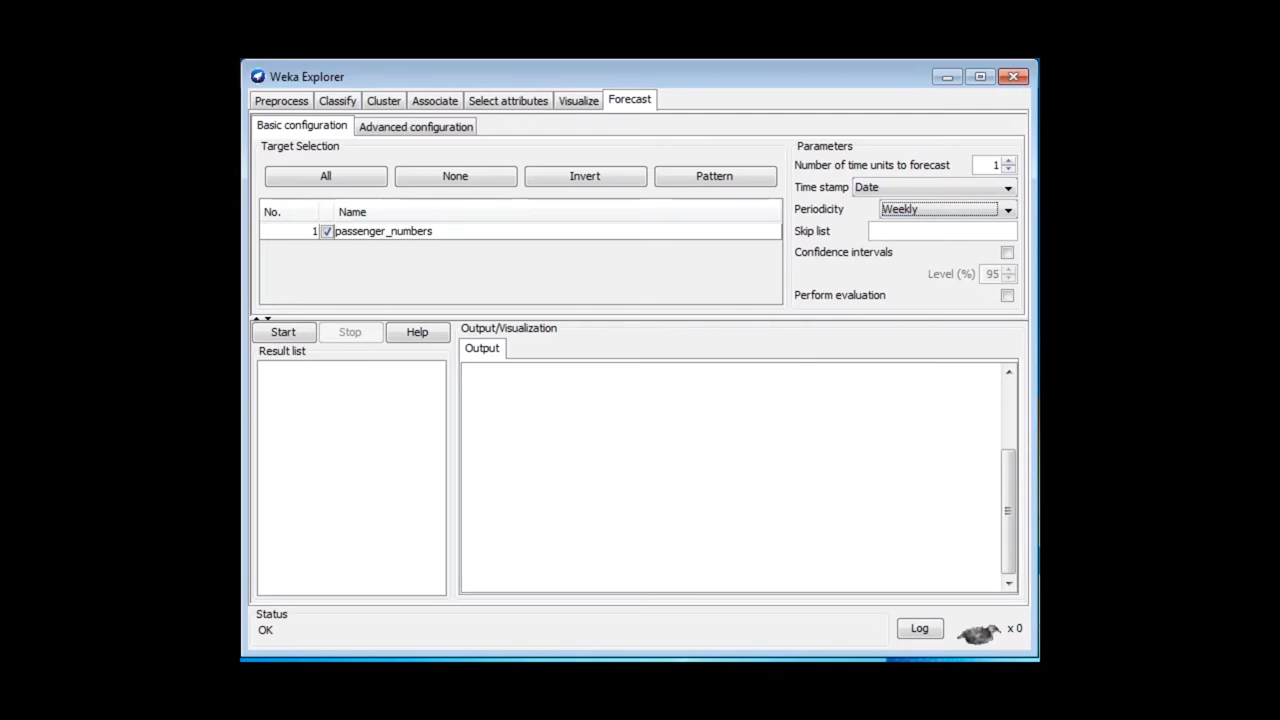 Weka Explorer
Preprocess Classify Cluster Associate Select attributes Visualize Forecast
Basic configuration Advanced configuration
Target Selection
All None Invert Pattern
No. Name
1 passenger_numbers
Parameters
Number of time units to forecast 1
Time stamp Date
Periodicity Weekly
Skip list
Confidence intervals
Level (%) 95
Perform evaluation
Start Stop Help
Result list
Output/Visualization
Output
Status
OK
Log x 0